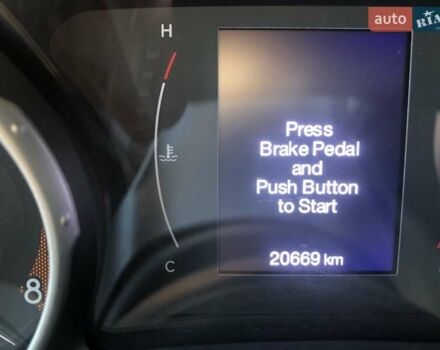 auto RIA
H
Press
Brake Pedal
and
Push Button
to Start
C
20669 km
8